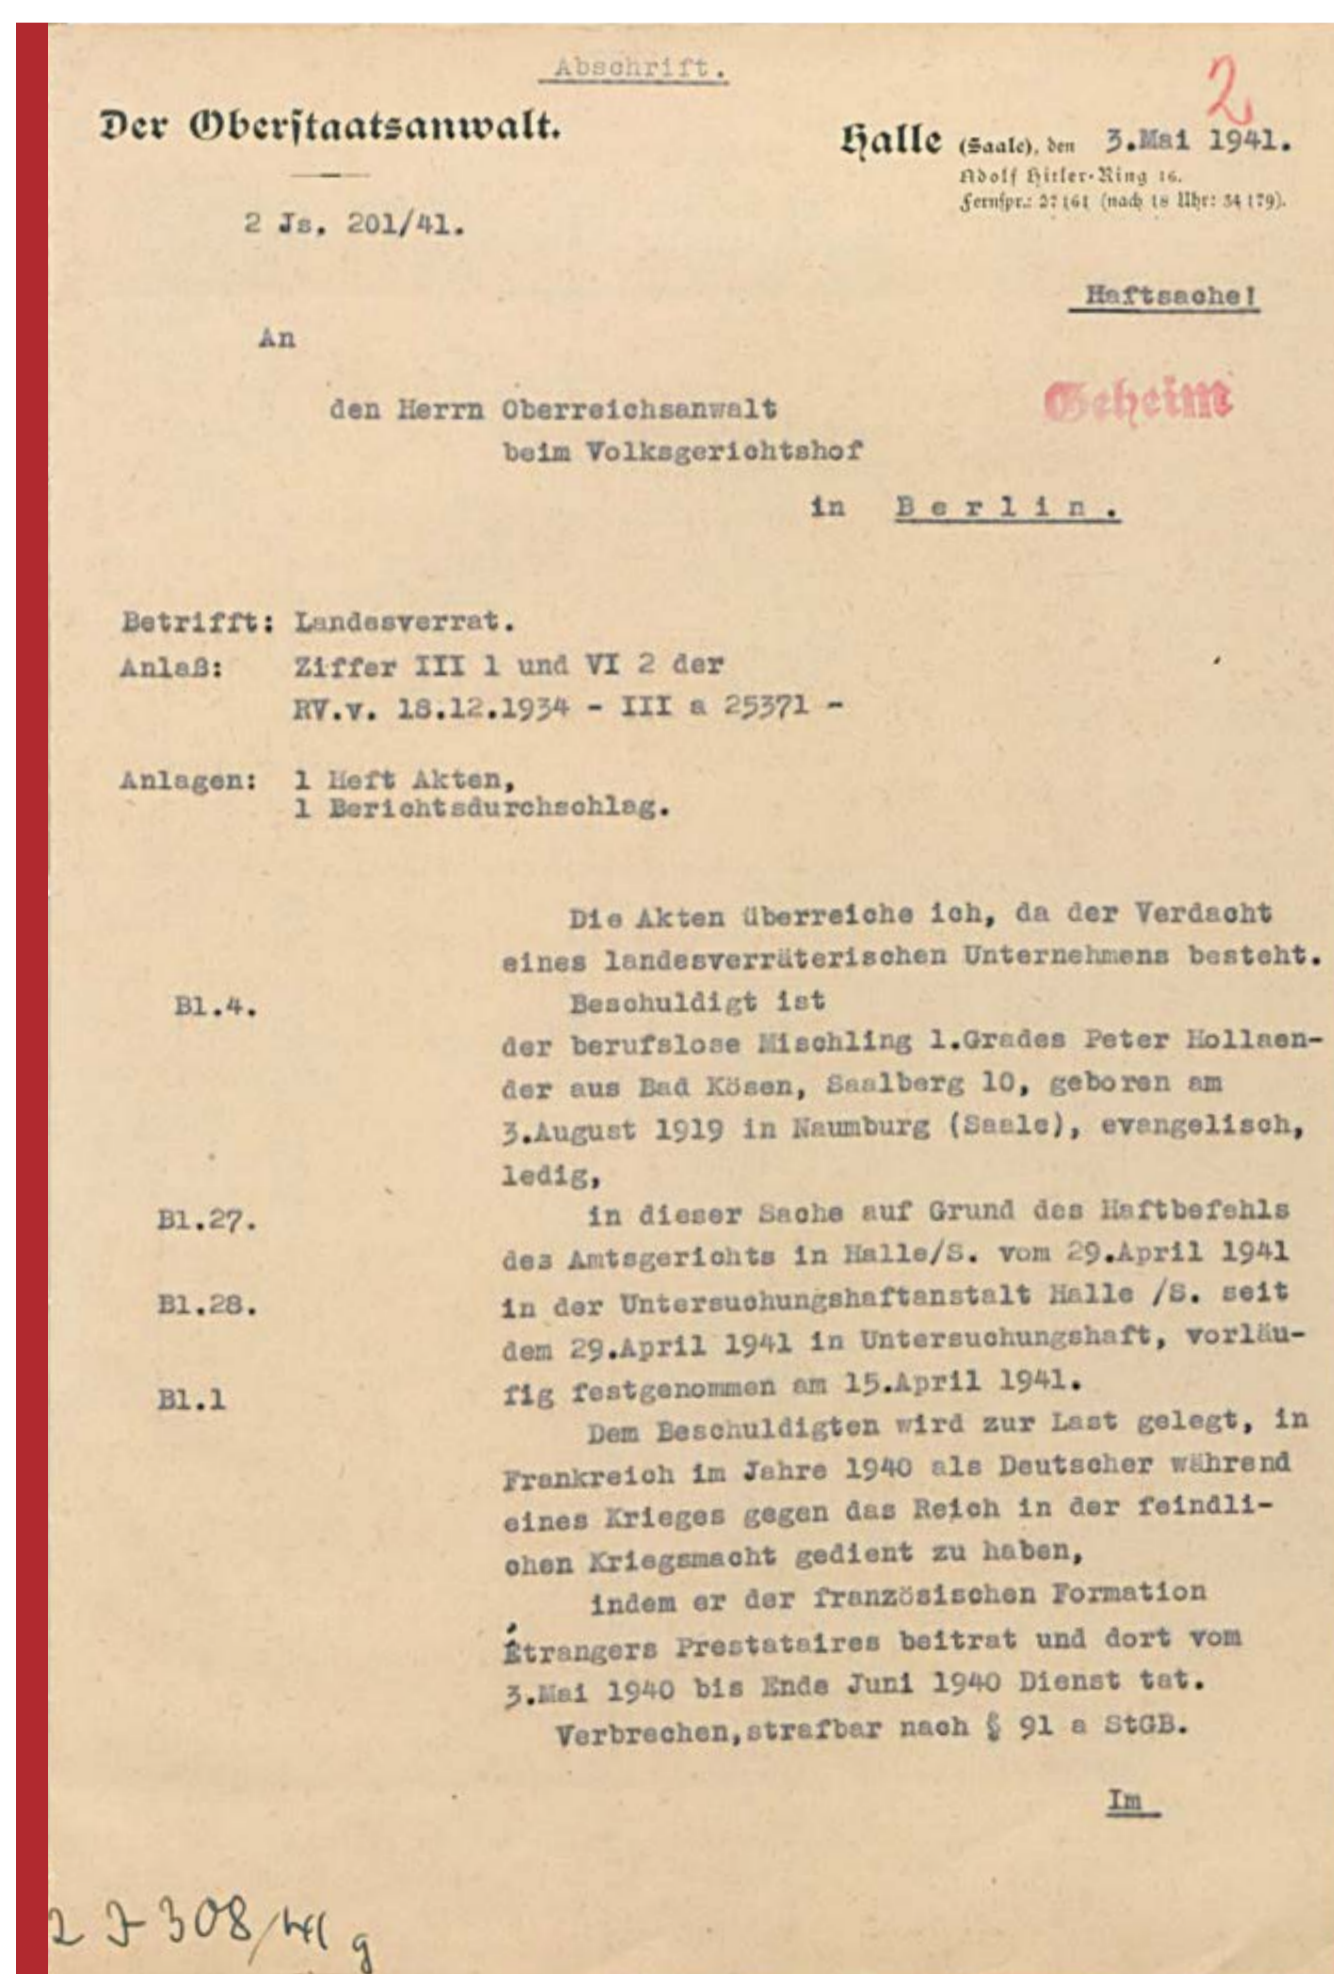 Abschrift.
2
Der Oberstaatsanwalt.
Halle (Saale), den 3.Mai 1941.
Adolf Hitler-Ring 16.
Fernspr.: 27161 (nach 18 Uhr: 34179).
2 Js. 201/41.
Haftsache!
An
Geheim
den Herrn Oberreichsanwalt
beim Volksgerichtshof
in Berlin.
Betrifft: Landesverrat.
Anlaß: Ziffer III 1 und VI 2 der
RV.v. 18.12.1934 - III a 25371 -
Anlagen: 1 Heft Akten,
1 Berichtsdurchschlag.
Die Akten überreiche ich, da der Verdacht
eines landesverräterischen Unternehmens besteht.
Bl.4. Beschuldigt ist
der berufslose Mischling 1.Grades Peter Hollaen-
der aus Bad Kösen, Saalberg 10, geboren am
3.August 1919 in Naumburg (Saale), evangelisch,
ledig,
Bl.27. in dieser Sache auf Grund des Haftbefehls
des Amtsgerichts in Halle/S. vom 29.April 1941
Bl.28. in der Untersuchungshaftanstalt Halle /S. seit
dem 29.April 1941 in Untersuchungshaft, vorläu-
Bl.1 fig festgenommen am 15.April 1941.
Dem Beschuldigten wird zur Last gelegt, in
Frankreich im Jahre 1940 als Deutscher während
eines Krieges gegen das Reich in der feindli-
chen Kriegsmacht gedient zu haben,
indem er der französischen Formation
Étrangers Prestataires beitrat und dort vom
3.Mai 1940 bis Ende Juni 1940 Dienst tat.
Verbrechen,strafbar nach § 91 a StGB.
Im
2 J 308/41 g